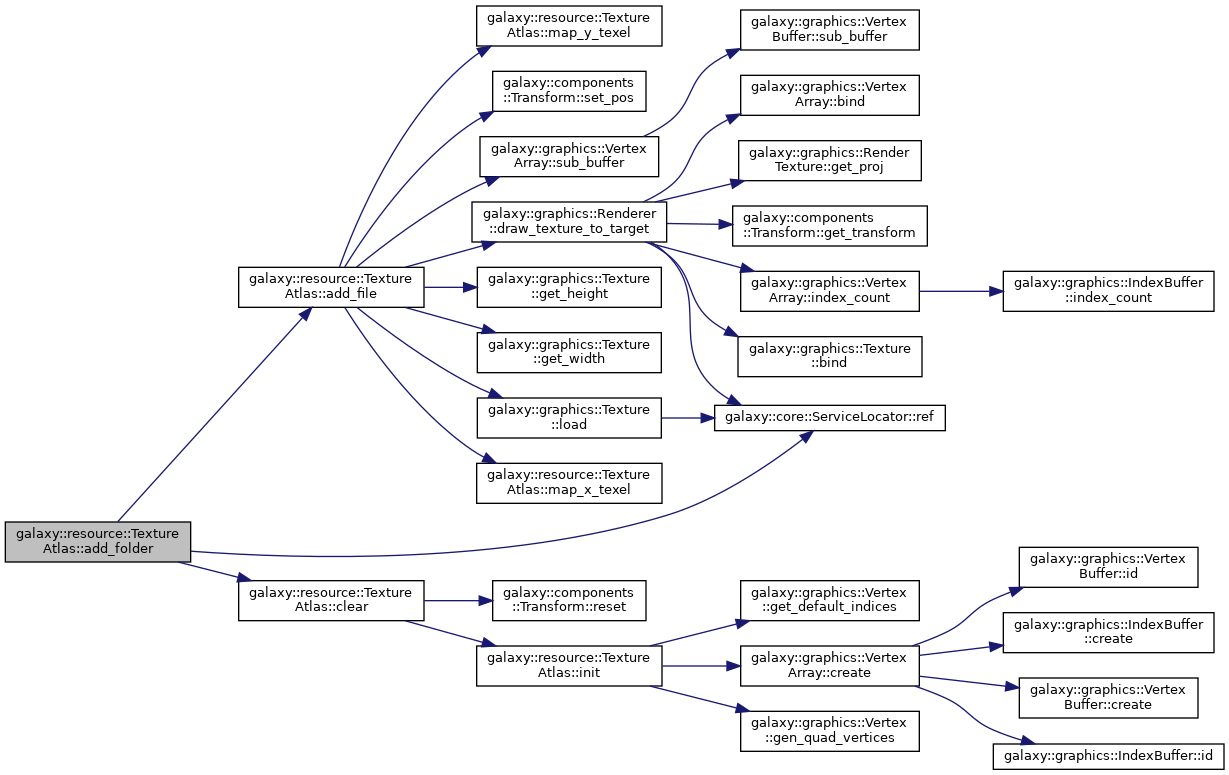 galaxy::resource::Texture
Atlas::add_folder
galaxy::resource::Texture
Atlas::add_file
galaxy::resource::Texture
Atlas::clear
galaxy::resource::Texture
Atlas::map_y_texel
galaxy::components
::Transform::set_pos
galaxy::graphics::Vertex
Array::sub_buffer
galaxy::graphics::Renderer
::draw_texture_to_target
galaxy::graphics::Texture
::get_height
galaxy::graphics::Texture
::get_width
galaxy::graphics::Texture
::load
galaxy::resource::Texture
Atlas::map_x_texel
galaxy::components
::Transform::reset
galaxy::resource::Texture
Atlas::init
galaxy::graphics::Vertex
Buffer::sub_buffer
galaxy::graphics::Vertex
Array::bind
galaxy::graphics::Render
Texture::get_proj
galaxy::components
::Transform::get_transform
galaxy::graphics::Vertex
Array::index_count
galaxy::graphics::Texture
::bind
galaxy::core::ServiceLocator::ref
galaxy::graphics::Vertex
::get_default_indices
galaxy::graphics::Vertex
Array::create
galaxy::graphics::Vertex
::gen_quad_vertices
galaxy::graphics::IndexBuffer
::index_count
galaxy::graphics::Vertex
Buffer::id
galaxy::graphics::IndexBuffer
::create
galaxy::graphics::Vertex
Buffer::create
galaxy::graphics::IndexBuffer::id